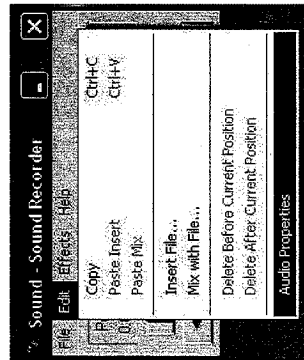 Sound - Sound Recorder
File Edit Effects Help
Copy Ctrl+C
Paste Insert Ctrl+V
Paste Mix
Insert File...
Mix with File...
Delete Before Current Position
Delete After Current Position
Audio Properties